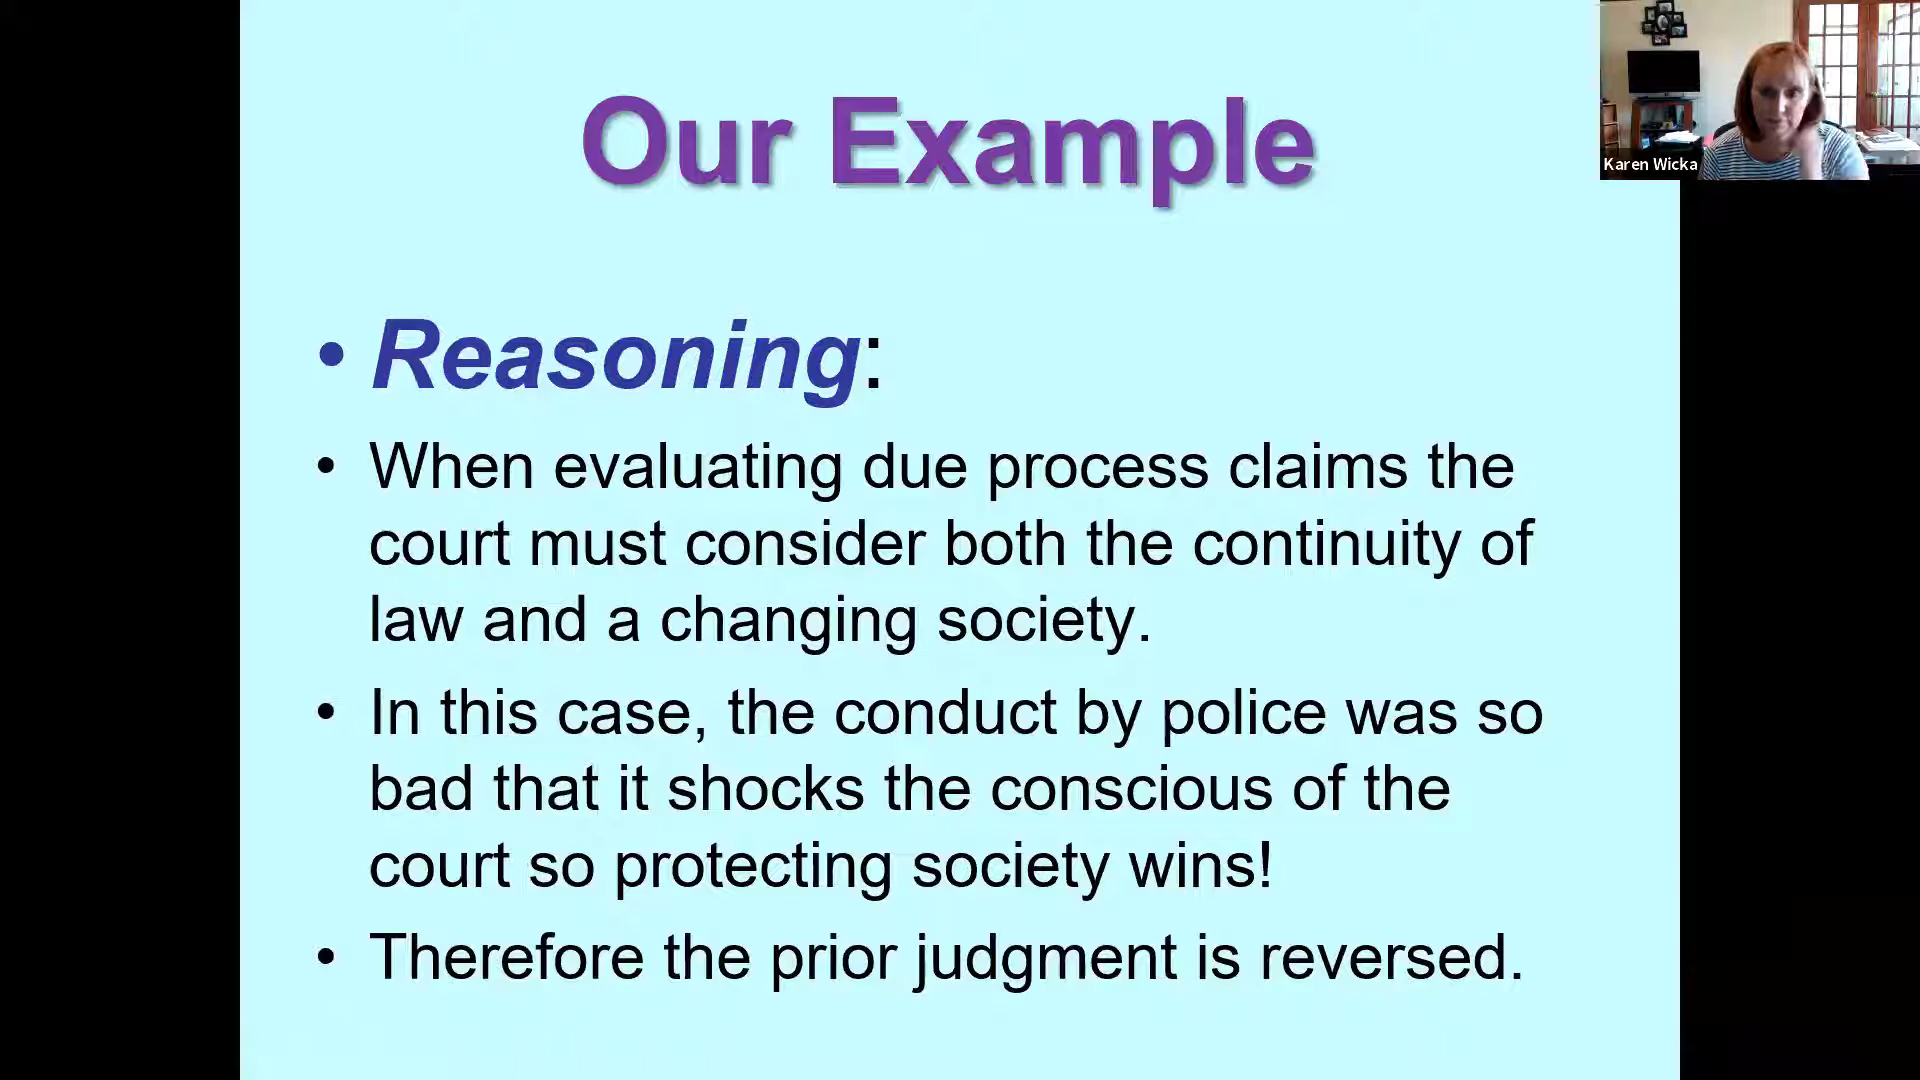 Our Example
Karen Wicka
• Reasoning:
• When evaluating due process claims the
court must consider both the continuity of
law and a changing society.
• In this case, the conduct by police was so
bad that it shocks the conscious of the
court so protecting society wins!
• Therefore the prior judgment is reversed.